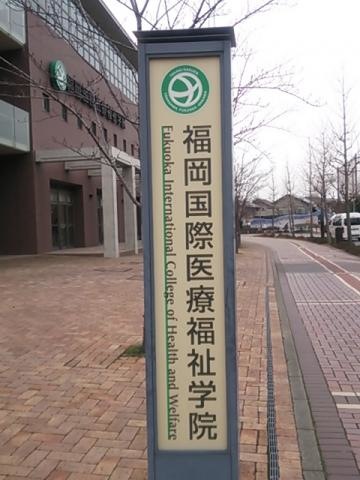 福岡国際医療福祉学院
Fukuoka International College of Health and Welfare